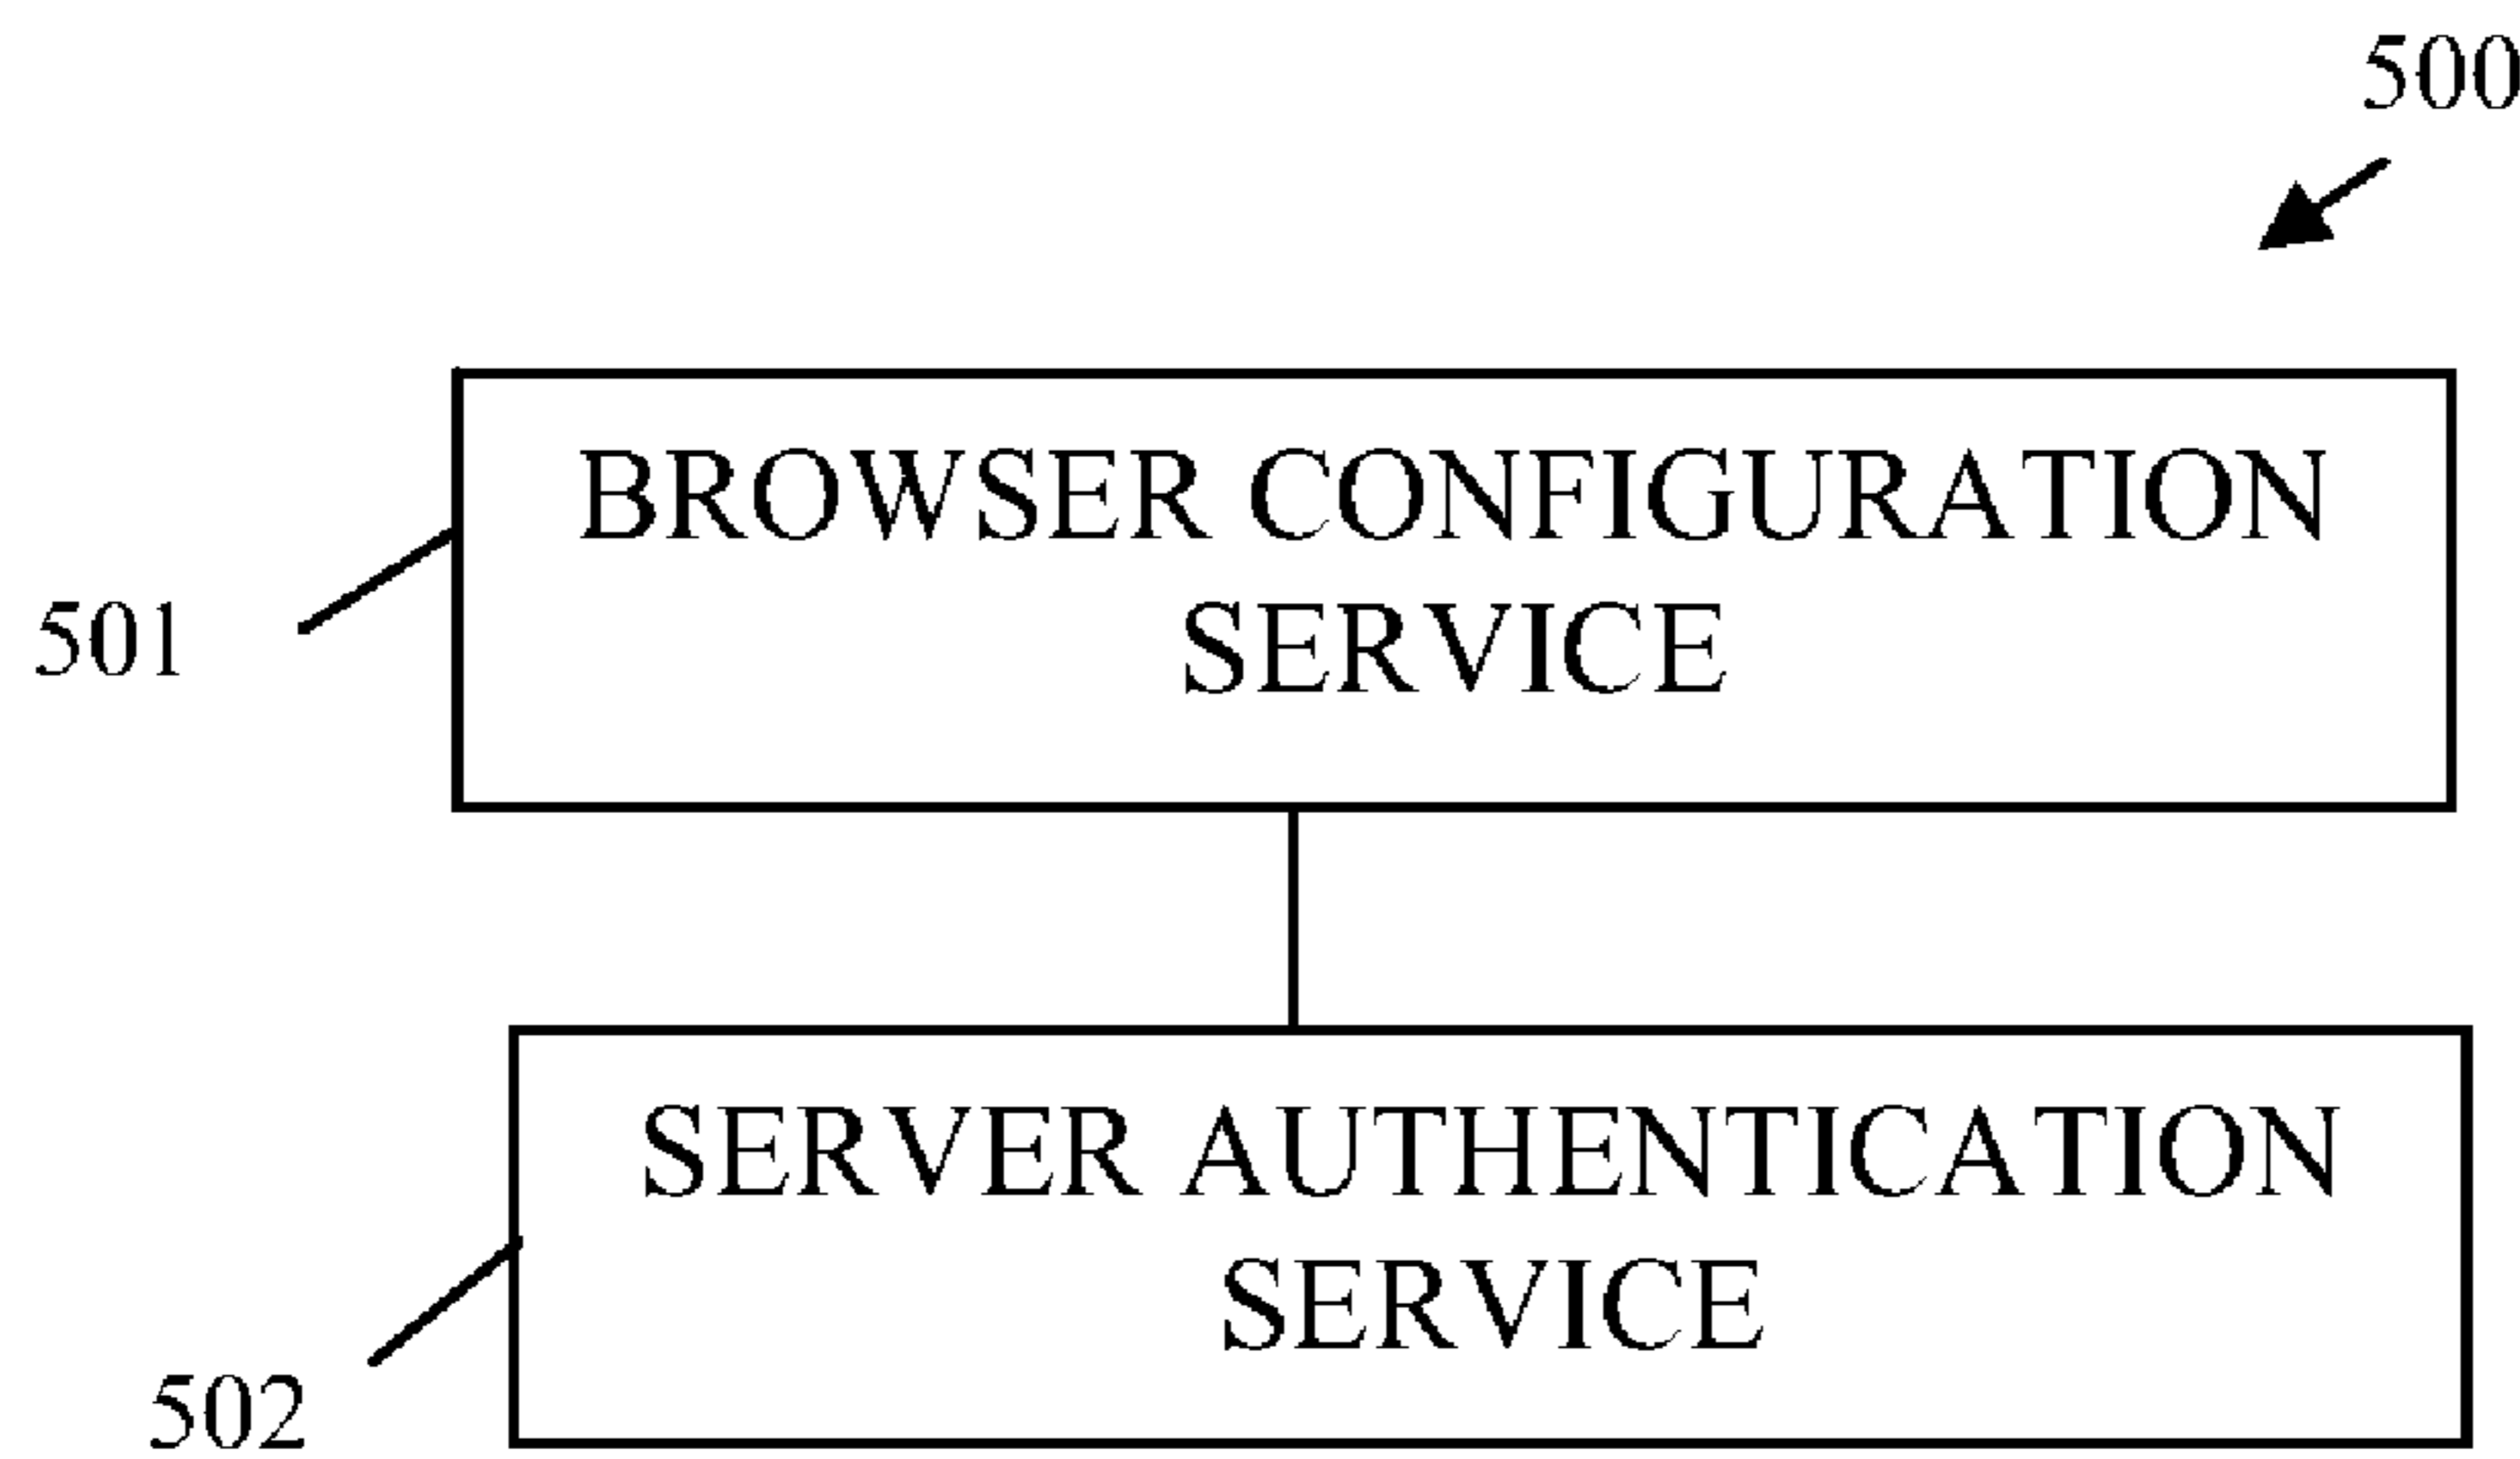 500
BROWSER CONFIGURATION
SERVICE
501
SERVER AUTHENTICATION
SERVICE
502